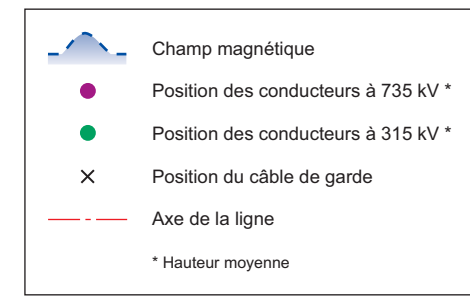 Champ magnétique
Position des conducteurs à 735 kV *
Position des conducteurs à 315 kV *
Position du câble de garde
Axe de la ligne
* Hauteur moyenne